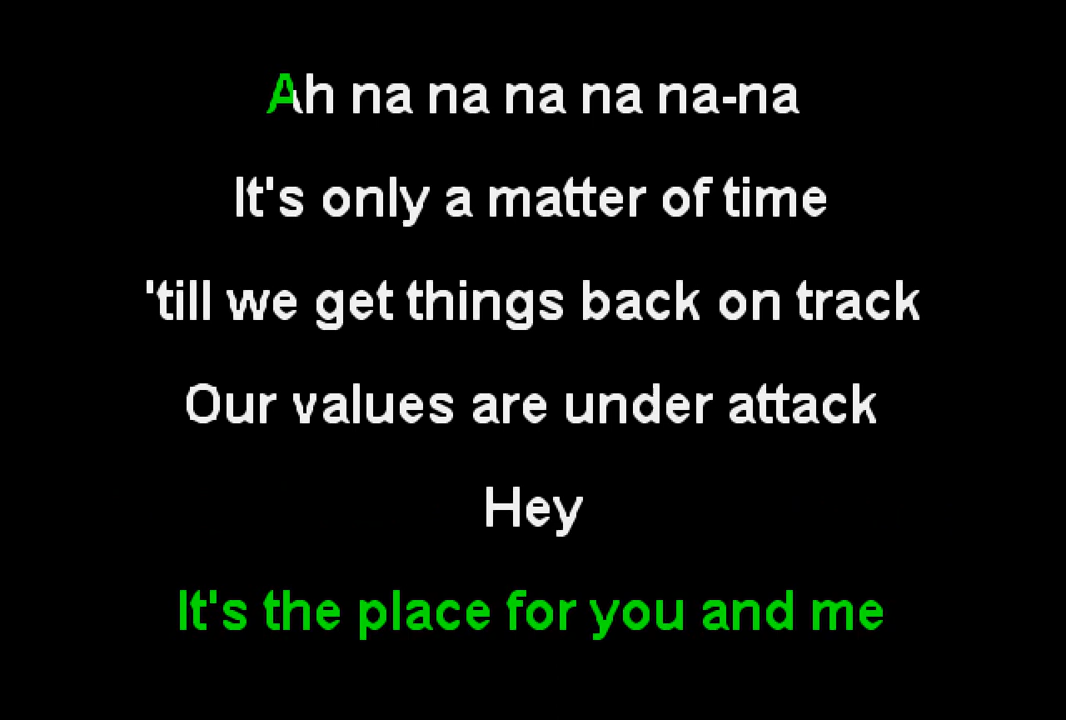 Ah na na na na na-na
It's only a matter of time
'till we get things back on track
Our values are under attack
Hey
It's the place for you and me